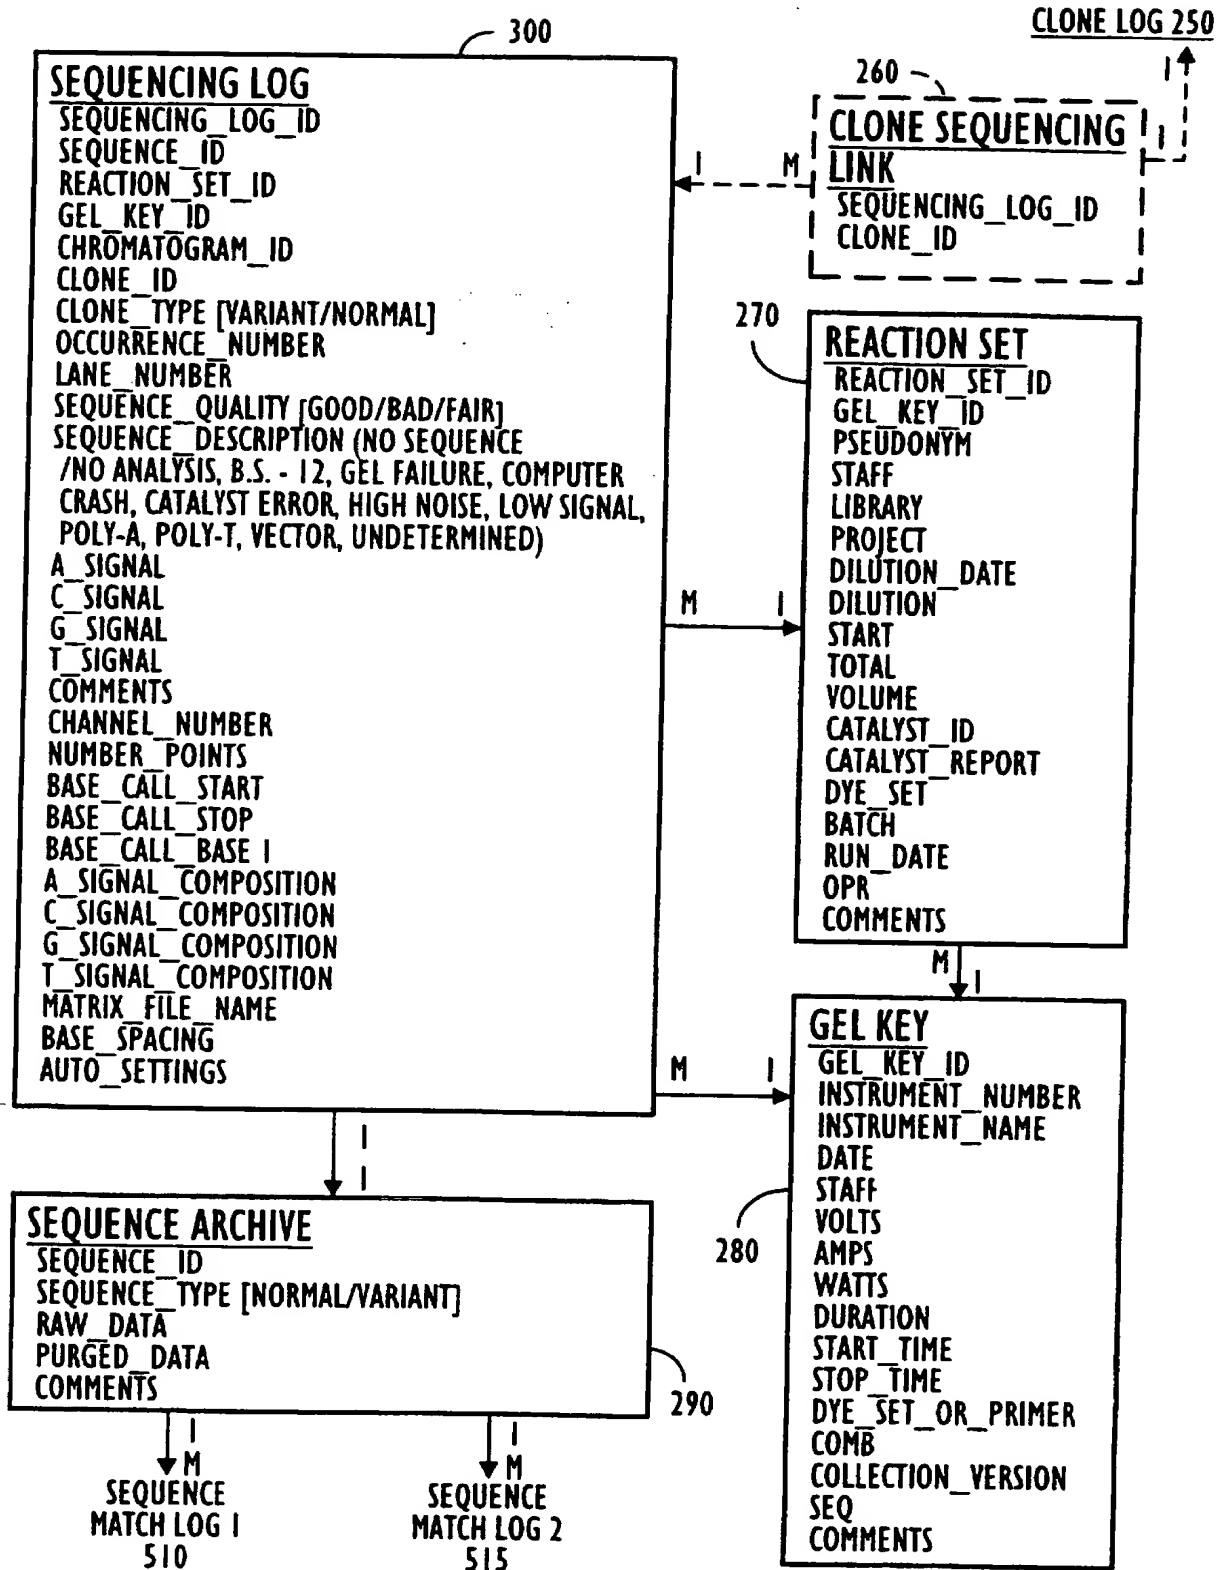 CLONE LOG 250
300
SEQUENCING LOG
SEQUENCING_LOG_ID
SEQUENCE_ID
REACTION_SET_ID
GEL_KEY_ID
CHROMATOGRAM_ID
CLONE_ID
CLONE_TYPE [VARIANT/NORMAL]
OCCURRENCE_NUMBER
LANE_NUMBER
SEQUENCE_QUALITY [GOOD/BAD/FAIR]
SEQUENCE_DESCRIPTION (NO SEQUENCE
/NO ANALYSIS, B.S. - 12, GEL FAILURE, COMPUTER
CRASH, CATALYST ERROR, HIGH NOISE, LOW SIGNAL,
POLY-A, POLY-T, VECTOR, UNDETERMINED)
A_SIGNAL
C_SIGNAL
G_SIGNAL
T_SIGNAL
COMMENTS
CHANNEL_NUMBER
NUMBER_POINTS
BASE_CALL_START
BASE_CALL_STOP
BASE_CALL_BASE 1
A_SIGNAL_COMPOSITION
C_SIGNAL_COMPOSITION
G_SIGNAL_COMPOSITION
T_SIGNAL_COMPOSITION
MATRIX_FILE_NAME
BASE_SPACING
AUTO_SETTINGS
260
1
CLONE SEQUENCING
1
1 M
LINK
SEQUENCING_LOG_ID
CLONE_ID
270
REACTION SET
REACTION_SET_ID
GEL_KEY_ID
PSEUDONYM
STAFF
LIBRARY
PROJECT
DILUTION_DATE
DILUTION
START
TOTAL
VOLUME
CATALYST_ID
CATALYST_REPORT
DYE_SET
BATCH
RUN_DATE
OPR
COMMENTS
M 1
M
1
M 1
GEL KEY
GEL_KEY_ID
INSTRUMENT_NUMBER
INSTRUMENT_NAME
DATE
STAFF
VOLTS
AMPS
WATTS
DURATION
START_TIME
STOP_TIME
DYE_SET_OR_PRIMER
COMB
COLLECTION_VERSION
SEQ
COMMENTS
280
1
1
SEQUENCE ARCHIVE
SEQUENCE_ID
SEQUENCE_TYPE [NORMAL/VARIANT]
RAW_DATA
PURGED_DATA
COMMENTS
290
1
M
SEQUENCE
MATCH LOG 1
510
1
M
SEQUENCE
MATCH LOG 2
515